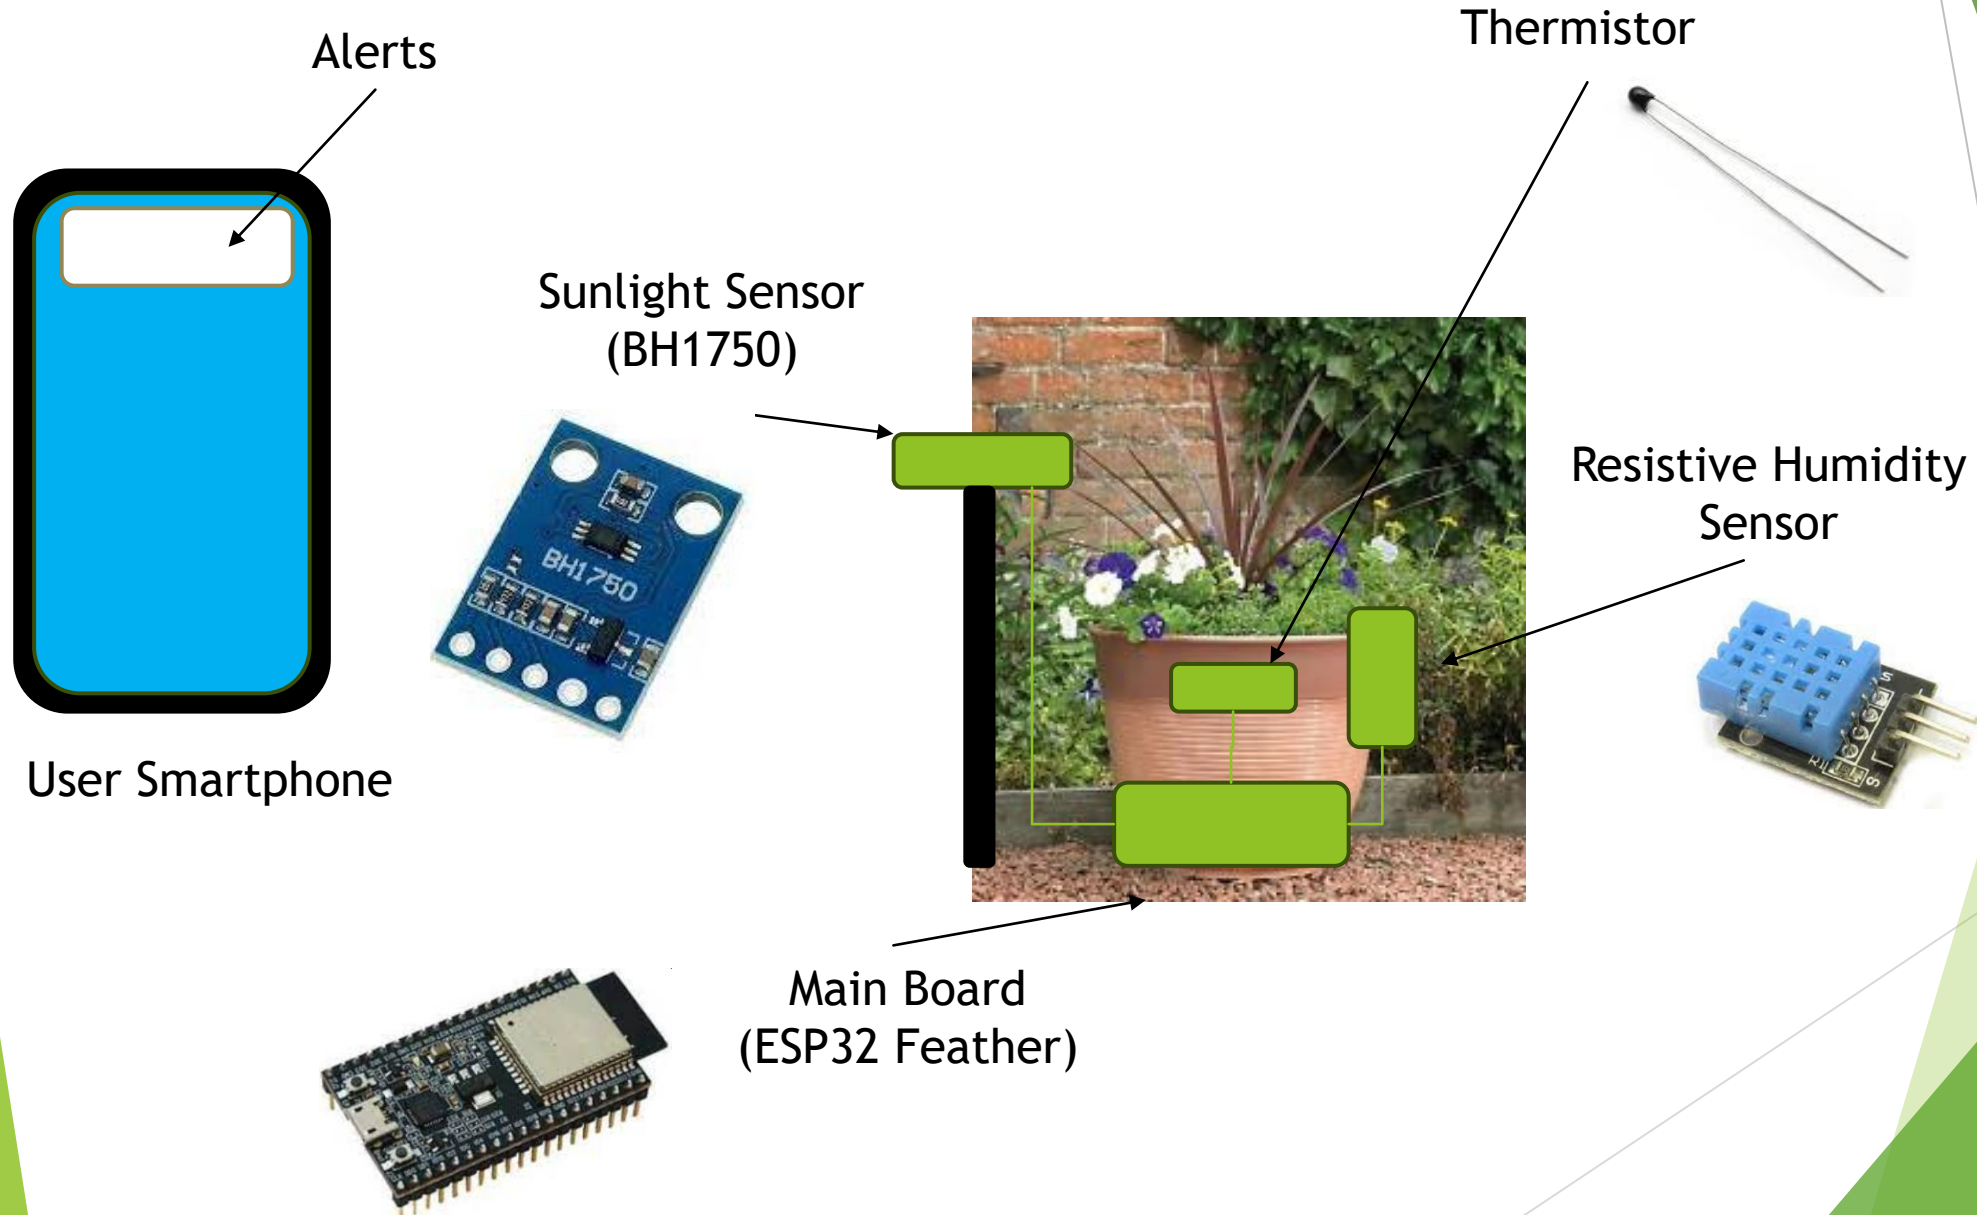 Alerts
Thermistor
Sunlight Sensor
(BH1750)
Resistive Humidity
Sensor
BH1750
S
User Smartphone
Main Board
(ESP32 Feather)